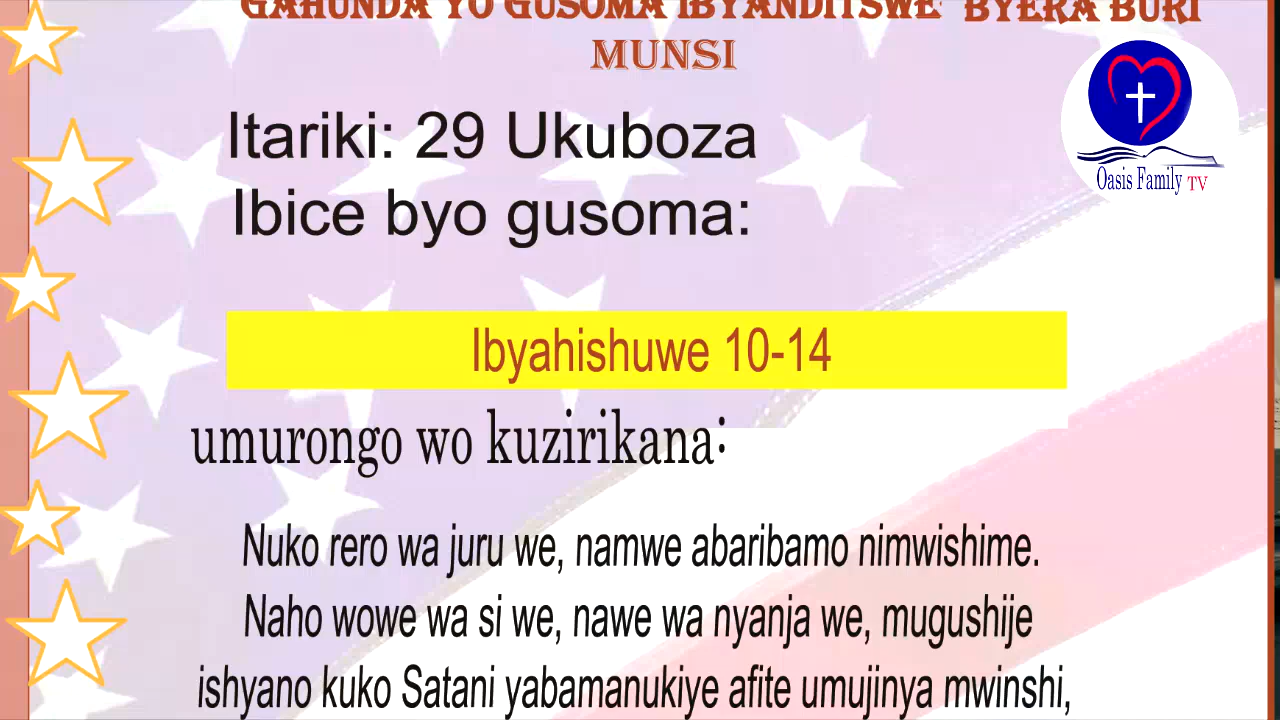 GAHUNDA YO GUSOMA IBYANDITSWE BYERA BURI
MUNSI
Itariki: 29 Ukuboza
Ibice byo gusoma:
Ibyahishuwe 10-14
umurongo wo kuzirikana:
Nuko rero wa juru we, namwe abaribamo nimwishime.
Naho wowe wa si we, nawe wa nyanja we, mugushije
ishyano kuko Satani yabamanukiye afite umujinya mwinshi,
Oasis Family TV